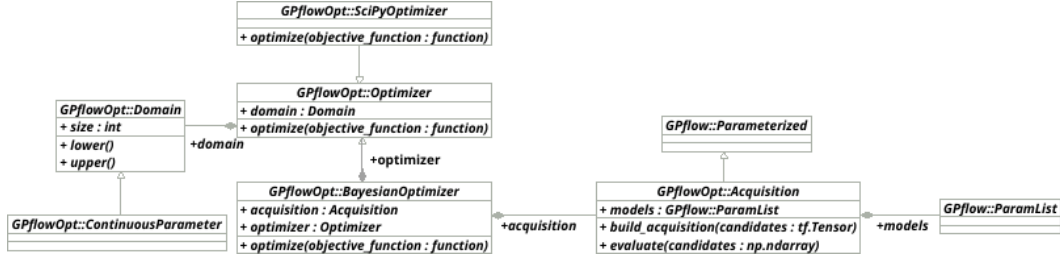 GPflowOpt::SciPyOptimizer
+ optimize(objective_function : function)
GPflowOpt::Optimizer
+ domain : Domain
+ optimize(objective_function : function)
GPflowOpt::Domain
+ size : int
+ lower()
+ upper()
+domain
GPflow::Parameterized
+optimizer
GPflowOpt::BayesianOptimizer
+ acquisition : Acquisition
+ optimizer : Optimizer
+ optimize(objective_function : function)
GPflowOpt::ContinuousParameter
+acquisition
GPflowOpt::Acquisition
+ models : GPflow::ParamList
+ build_acquisition(candidates : tf.Tensor)
+ evaluate(candidates : np.ndarray)
+models
GPflow::ParamList